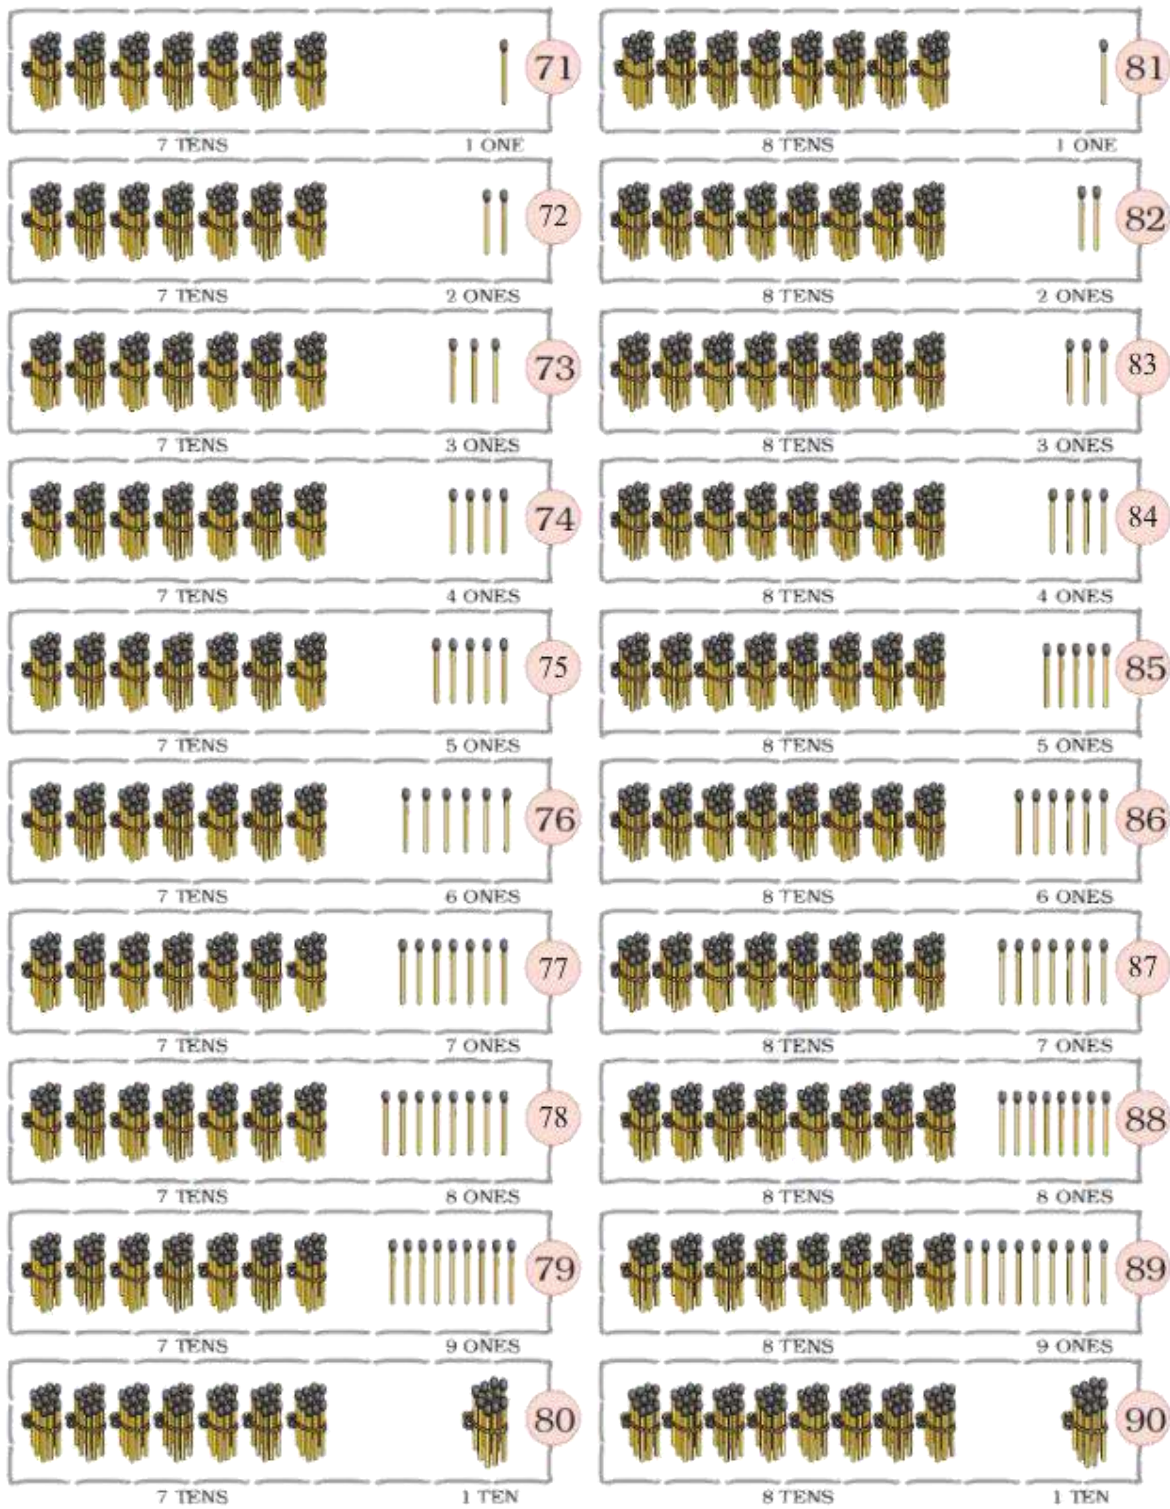 71
81
7 TENS 1 ONE
8 TENS 1 ONE
72
82
7 TENS 2 ONES
8 TENS 2 ONES
73
83
7 TENS 3 ONES
8 TENS 3 ONES
74
84
7 TENS 4 ONES
8 TENS 4 ONES
75
85
7 TENS 5 ONES
8 TENS 5 ONES
76
86
7 TENS 6 ONES
8 TENS 6 ONES
77
87
7 TENS 7 ONES
8 TENS 7 ONES
78
88
7 TENS 8 ONES
8 TENS 8 ONES
79
89
7 TENS 9 ONES
8 TENS 9 ONES
80
90
7 TENS 1 TEN
8 TENS 1 TEN